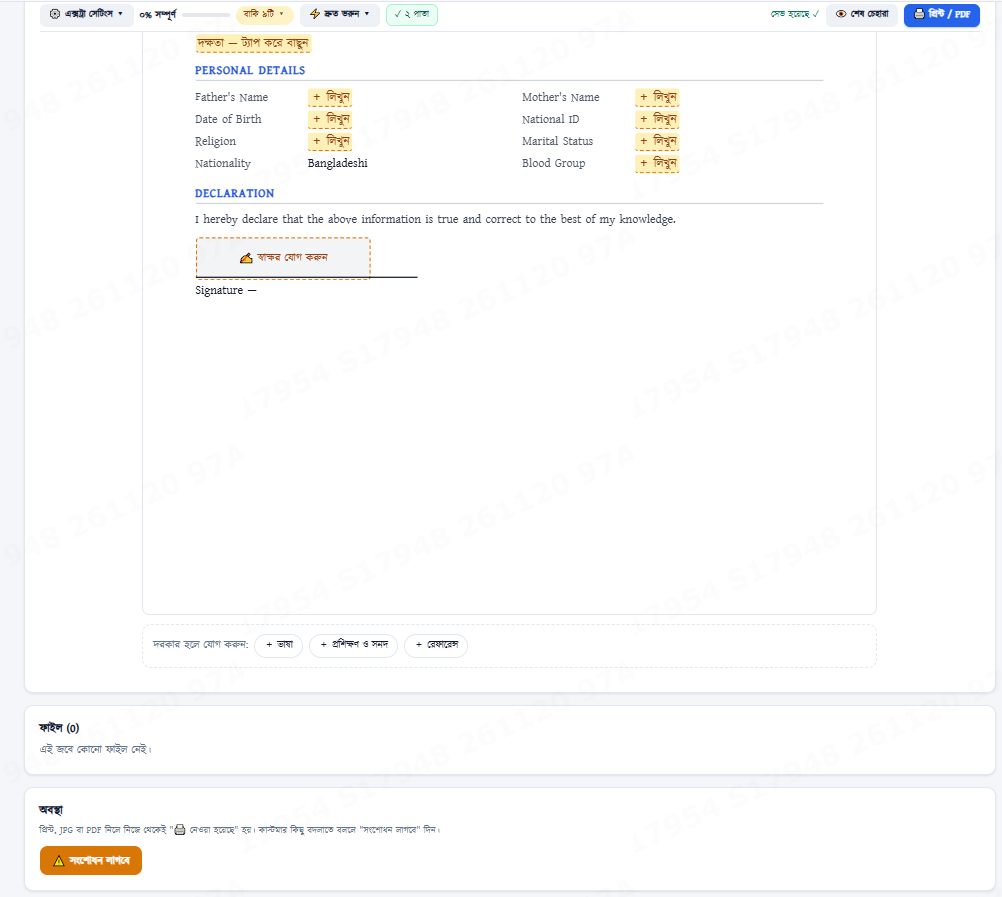 এক্সট্রা সেটিংস ▾ 0% সম্পূর্ণ বাকি ৯টি ▾ ⚡ দ্রুত ভরুন ▾ ✓ ২ পাতা সেভ হয়েছে ✓ শেষ চেহারা প্রিন্ট / PDF
দক্ষতা — ট্যাপ করে বাছুন
PERSONAL DETAILS
Father's Name + লিখুন Mother's Name + লিখুন
Date of Birth + লিখুন National ID + লিখুন
Religion + লিখুন Marital Status + লিখুন
Nationality Bangladeshi Blood Group + লিখুন
DECLARATION
I hereby declare that the above information is true and correct to the best of my knowledge.
✍ স্বাক্ষর যোগ করুন
Signature —
দরকার হলে যোগ করুন: + ভাষা + প্রশিক্ষণ ও সনদ + রেফারেন্স
ফাইল (0)
এই জবে কোনো ফাইল নেই।
অবস্থা
প্রিন্ট, JPG বা PDF নিলে নিজে থেকেই "🖨 নেওয়া হয়েছে" হয়। কাস্টমার কিছু বদলাতে বললে "সংশোধন লাগবে" দিন।
⚠ সংশোধন লাগবে